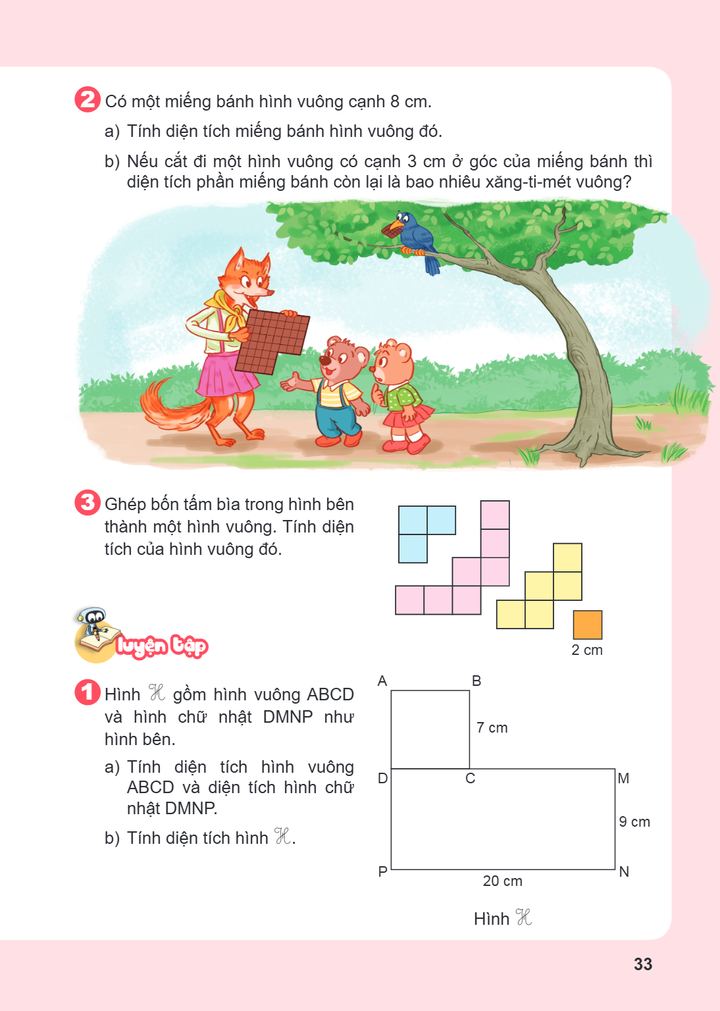 2 Có một miếng bánh hình vuông cạnh 8 cm.
a) Tính diện tích miếng bánh hình vuông đó.
b) Nếu cắt đi một hình vuông có cạnh 3 cm ở góc của miếng bánh thì
diện tích phần miếng bánh còn lại là bao nhiêu xăng-ti-mét vuông?
3 Ghép bốn tấm bìa trong hình bên
thành một hình vuông. Tính diện
tích của hình vuông đó.
2 cm
luyện tập
1 Hình ℋ gồm hình vuông ABCD
và hình chữ nhật DMNP như
hình bên.
a) Tính diện tích hình vuông
ABCD và diện tích hình chữ
nhật DMNP.
b) Tính diện tích hình ℋ.
A B
7 cm
D C M
9 cm
P N
20 cm
Hình ℋ
33